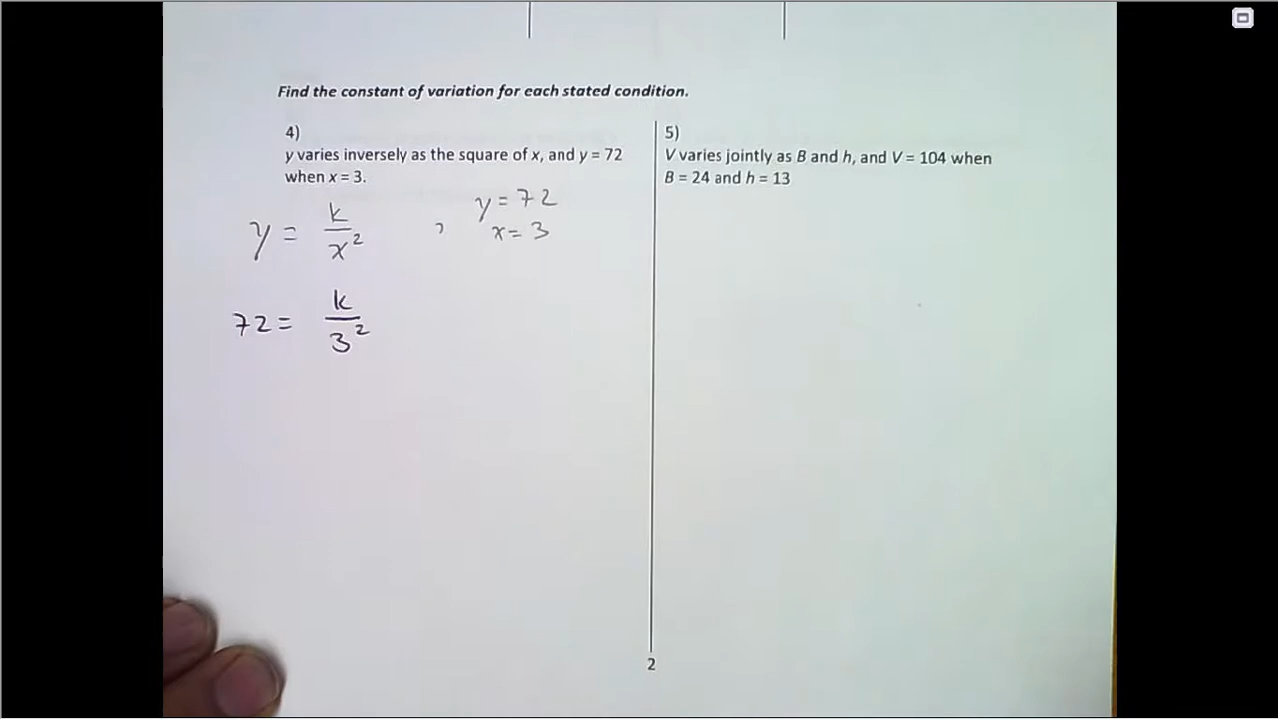 Find the constant of variation for each stated condition.
4)
y varies inversely as the square of x, and y = 72
when x = 3.
y = k/x² , y = 72
x = 3
72 = k/3²
5)
V varies jointly as B and h, and V = 104 when
B = 24 and h = 13
2